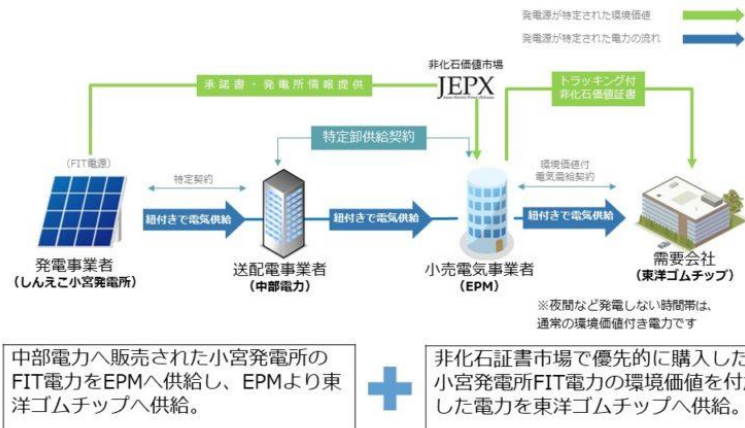 発電源が特定された環境価値
発電源が特定された電力の流れ
非化石価値市場
JEPX
承諾書・発電所情報提供
トラッキング付
非化石価値証書
特定卸供給契約
(FIT電源)
特定契約
環境価値付
電気需給契約
紐付きで電気供給
紐付きで電気供給
紐付きで電気供給
発電事業者
(しんえこ小宮発電所)
送配電事業者
(中部電力)
小売電気事業者
(EPM)
需要会社
(東洋ゴムチップ)
※夜間など発電しない時間帯は、
通常の環境価値付き電力です
中部電力へ販売された小宮発電所の
FIT電力をEPMへ供給し、EPMより東
洋ゴムチップへ供給。
非化石証書市場で優先的に購入した
小宮発電所FIT電力の環境価値を付
した電力を東洋ゴムチップへ供給。